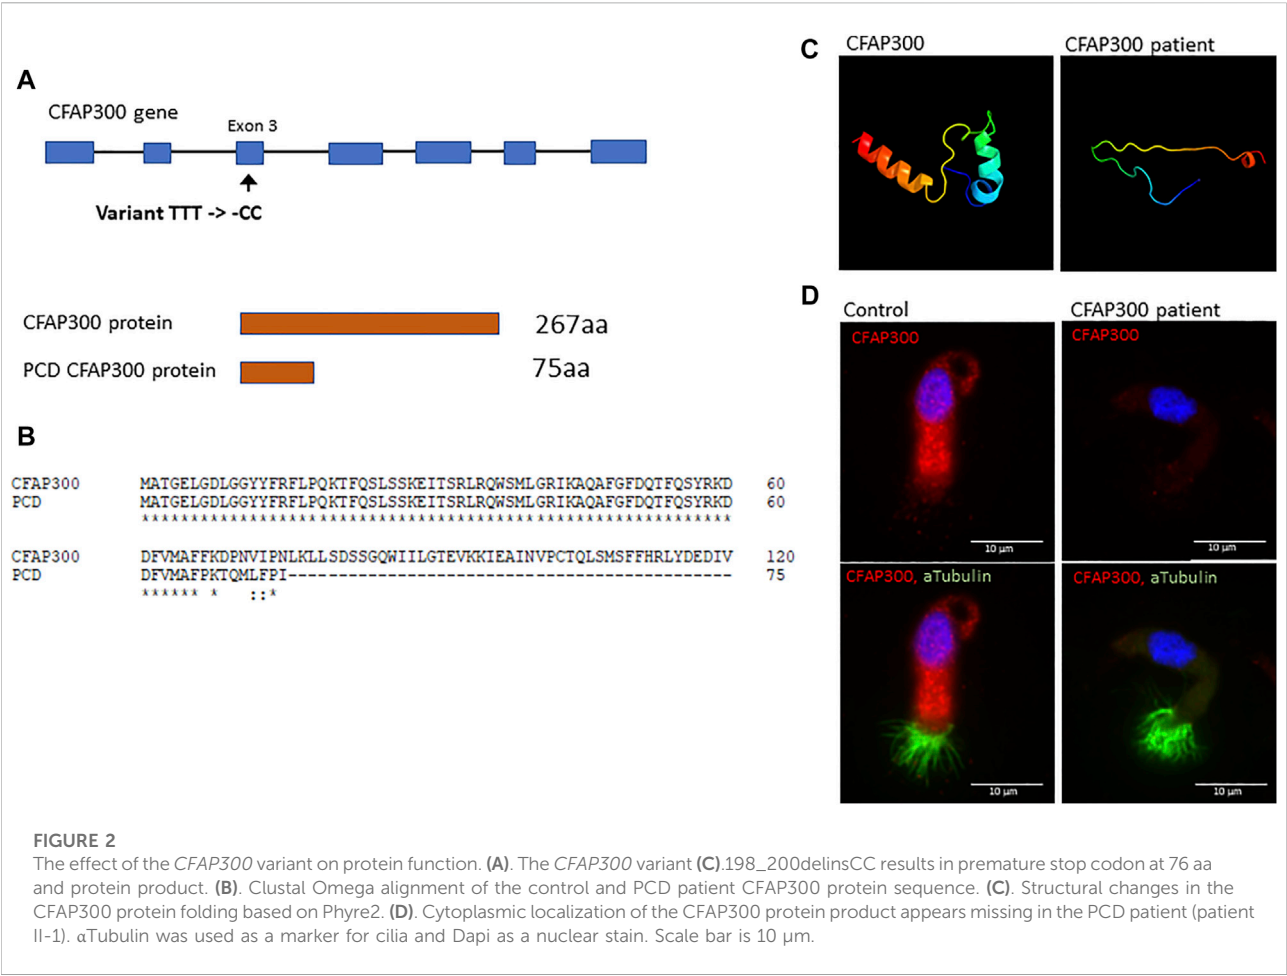 A
CFAP300 gene
Exon 3
Variant TTT -> -CC
CFAP300 protein
267aa
PCD CFAP300 protein
75aa
B
CFAP300 MATGELGDLGGYYFRFLPQKTFQSLSSKEITSRLRQWSMLGRIKAQAFGFDQTFQSYRKD 60
PCD MATGELGDLGGYYFRFLPQKTFQSLSSKEITSRLRQWSMLGRIKAQAFGFDQTFQSYRKD 60
************************************************************
CFAP300 DFVMAFFKDPNVIPNLKLLSDSSGQWIILGTEVKKIEAINVPCTQLSMSFFHRLYDEDIV 120
PCD DFVMAFPKTQMLFPI--------------------------------------------- 75
****** * ::*
C
CFAP300
CFAP300 patient
D
Control
CFAP300 patient
CFAP300
CFAP300
10 µm
10 µm
CFAP300, aTubulin
CFAP300, aTubulin
10 µm
10 µm
FIGURE 2
The effect of the CFAP300 variant on protein function. (A). The CFAP300 variant (C).198_200delinsCC results in premature stop codon at 76 aa
and protein product. (B). Clustal Omega alignment of the control and PCD patient CFAP300 protein sequence. (C). Structural changes in the
CFAP300 protein folding based on Phyre2. (D). Cytoplasmic localization of the CFAP300 protein product appears missing in the PCD patient (patient
II-1). αTubulin was used as a marker for cilia and Dapi as a nuclear stain. Scale bar is 10 µm.